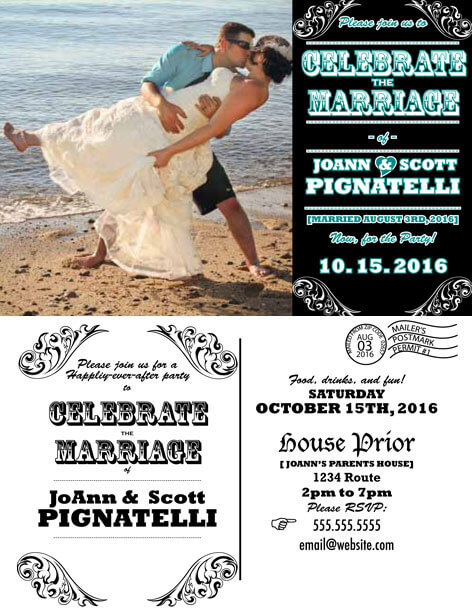 Please join us to
CELEBRATE
THE
MARRIAGE
- of -
JOANN & SCOTT
PIGNATELLI
[MARRIED AUGUST 3RD, 2016]
Now, for the Party!
10.15.2016
Please join us for a
Happliy-ever-after party
to
CELEBRATE
THE
MARRIAGE
of
JoAnn & Scott
PIGNATELLI
AUG
03
2016
MAILER'S
POSTMARK
PERMIT #1
Food, drinks, and fun!
SATURDAY
OCTOBER 15TH, 2016
House Prior
[ JOANN'S PARENTS HOUSE]
1234 Route
2pm to 7pm
Please RSVP:
555.555.5555
email@website.com